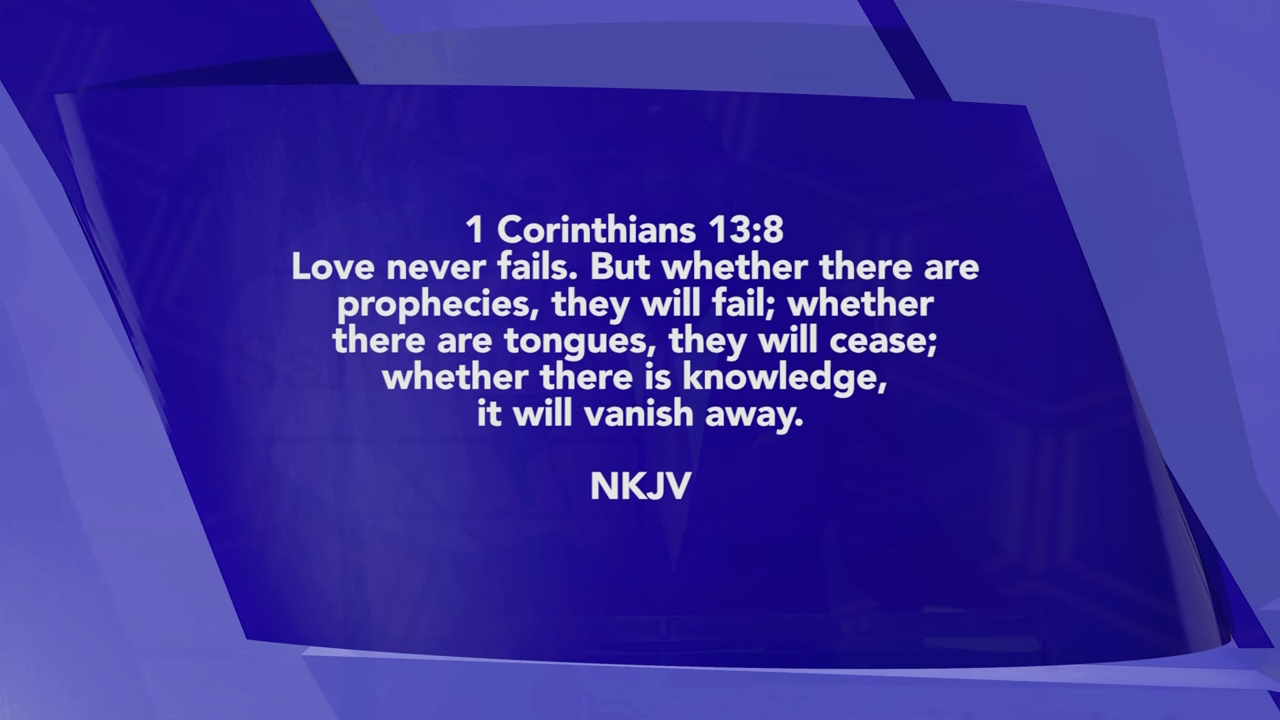 1 Corinthians 13:8
Love never fails. But whether there are
prophecies, they will fail; whether
there are tongues, they will cease;
whether there is knowledge,
it will vanish away.
NKJV